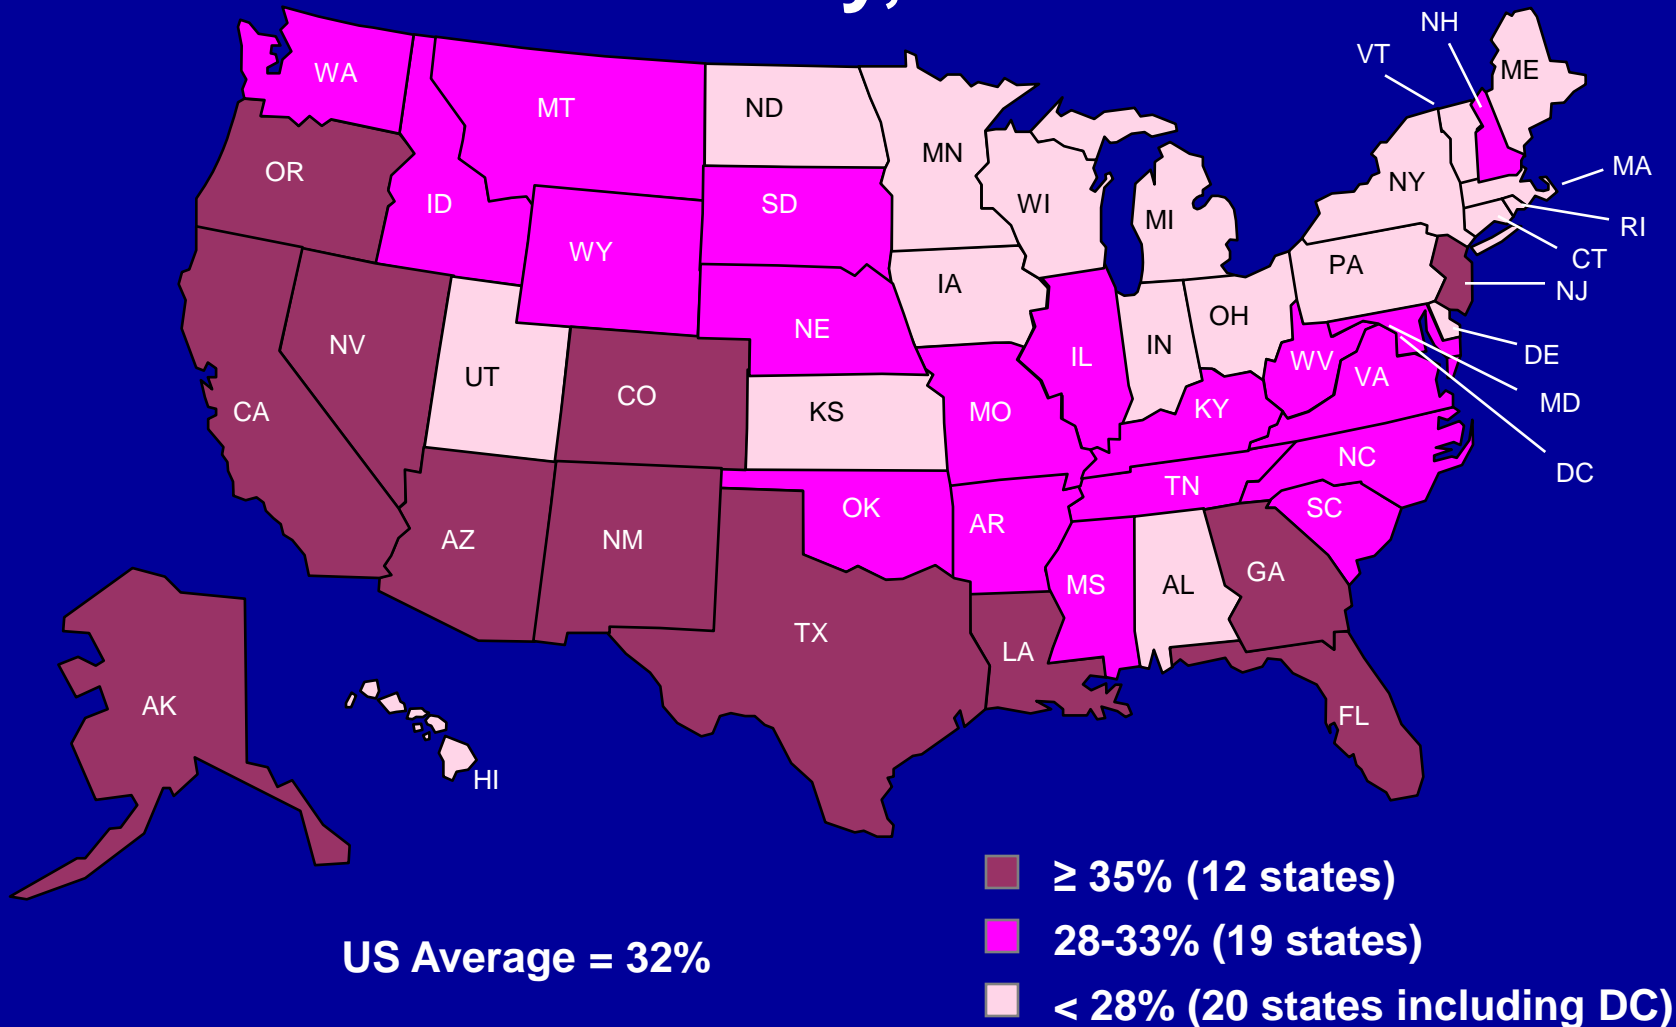 NH
VT
ME
WA
MT
ND
MN
OR
MA
NY
ID
SD
WI
MI
RI
WY
CT
PA
IA
NJ
OH
NE
NV
IN
DE
IL
WV
UT
VA
CO
MD
CA
KS
MO
KY
NC
DC
TN
OK
SC
AR
AZ
NM
GA
MS
AL
TX
LA
AK
FL
HI
≥ 35% (12 states)
28-33% (19 states)
US Average = 32%
< 28% (20 states including DC)